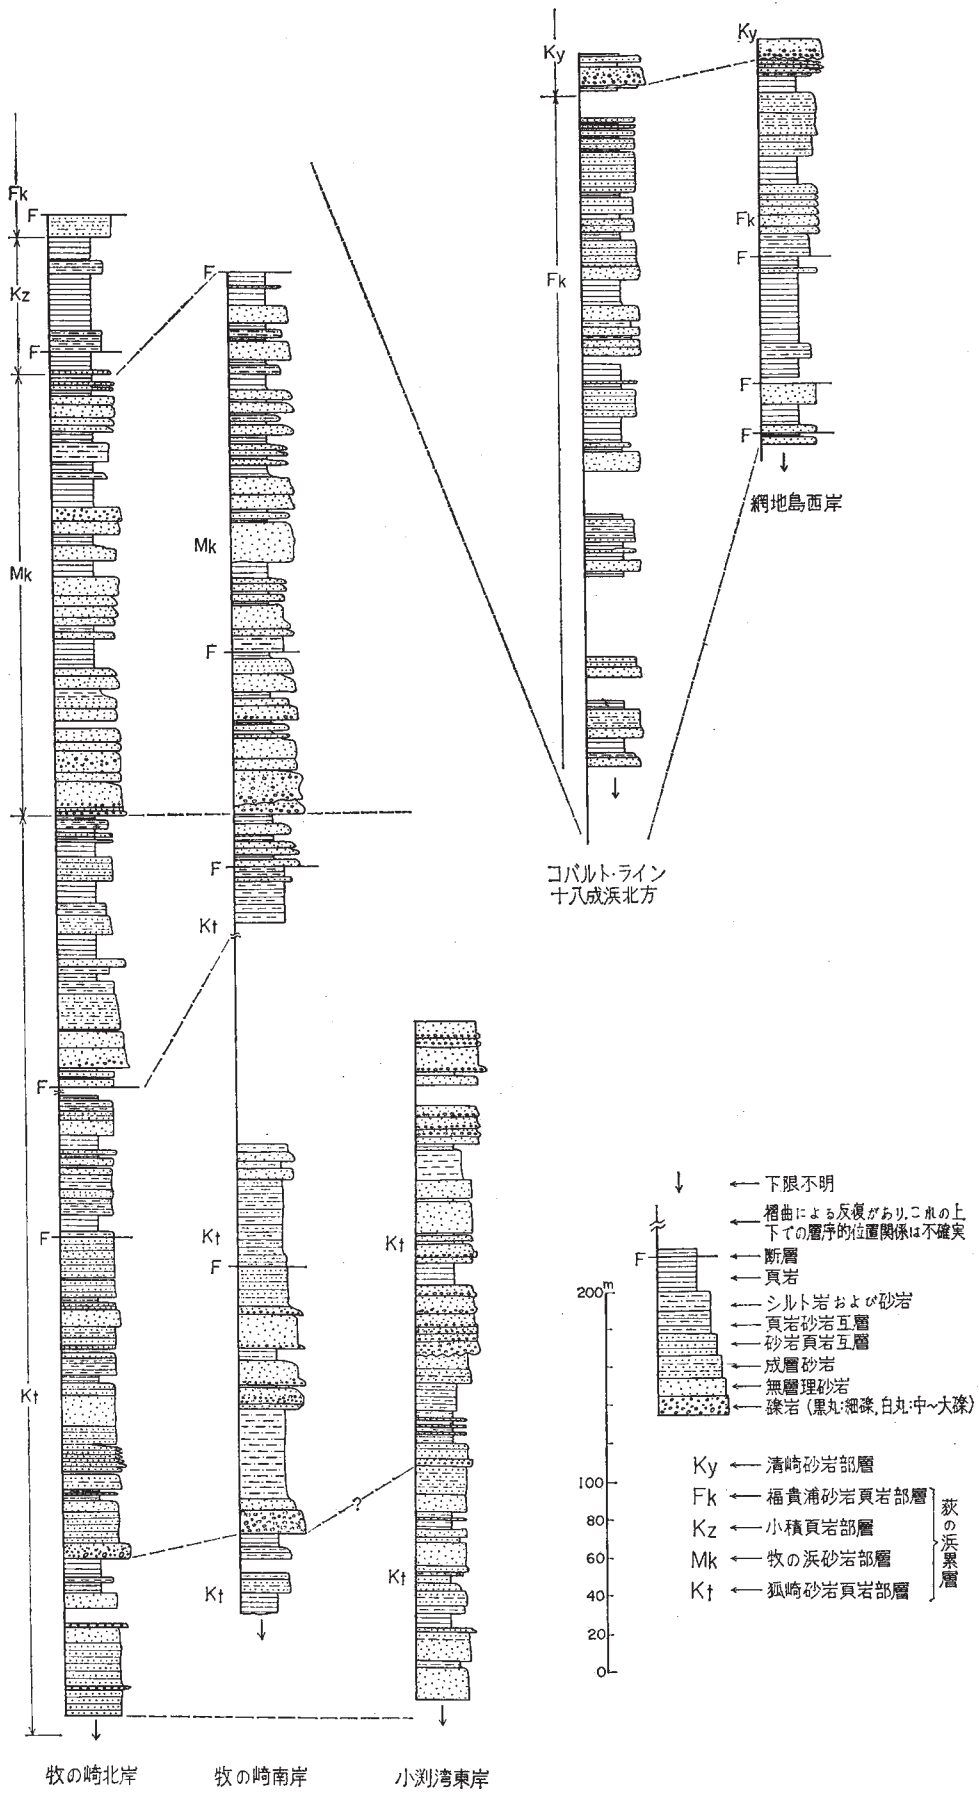 Fk
F
Kz
F
Mk
Kt
F
F
牧の崎北岸
F
Mk
F
F
Kt
Kt
F
Kt
牧の崎南岸
?
Kt
Kt
小渕湾東岸
Ky
Fk
コバルト・ライン
十八成浜北方
Ky
Fk
F
F
F
網地島西岸
下限不明
褶曲による反復があり,これの上
下での層序的位置関係は不確実
F
断層
頁岩
シルト岩および砂岩
頁岩砂岩互層
砂岩頁岩互層
成層砂岩
無層理砂岩
礫岩(黒丸:細礫,白丸:中~大礫)
200m
100
80
60
40
20
0
Ky 清崎砂岩部層
Fk 福貴浦砂岩頁岩部層
Kz 小積頁岩部層
Mk 牧の浜砂岩部層
Kt 狐崎砂岩頁岩部層
荻の浜累層